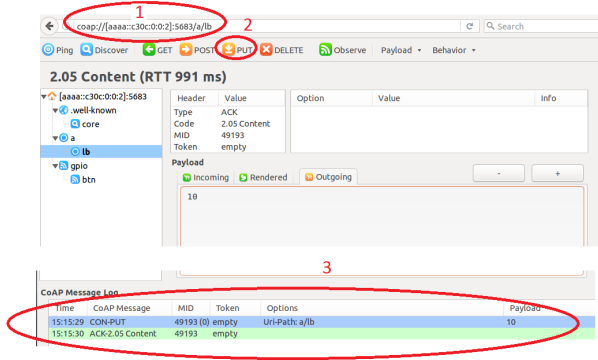 1
coap://[aaaa::c30c:0:0:2]:5683/a/lb
2
Search
Ping Discover GET POST PUT DELETE Observe Payload Behavior
2.05 Content (RTT 991 ms)
[aaaa::c30c:0:0:2]:5683
.well-known
core
a
lb
gpio
btn
Header Value
Type ACK
Code 2.05 Content
MID 49193
Token empty
Option Value Info
Payload
Incoming Rendered Outgoing
- +
10
3
CoAP Message Log
Time CoAP Message MID Token Options Payload
15:15:29 CON-PUT 49193 (0) empty Uri-Path: a/lb 10
15:15:30 ACK-2.05 Content 49193 empty